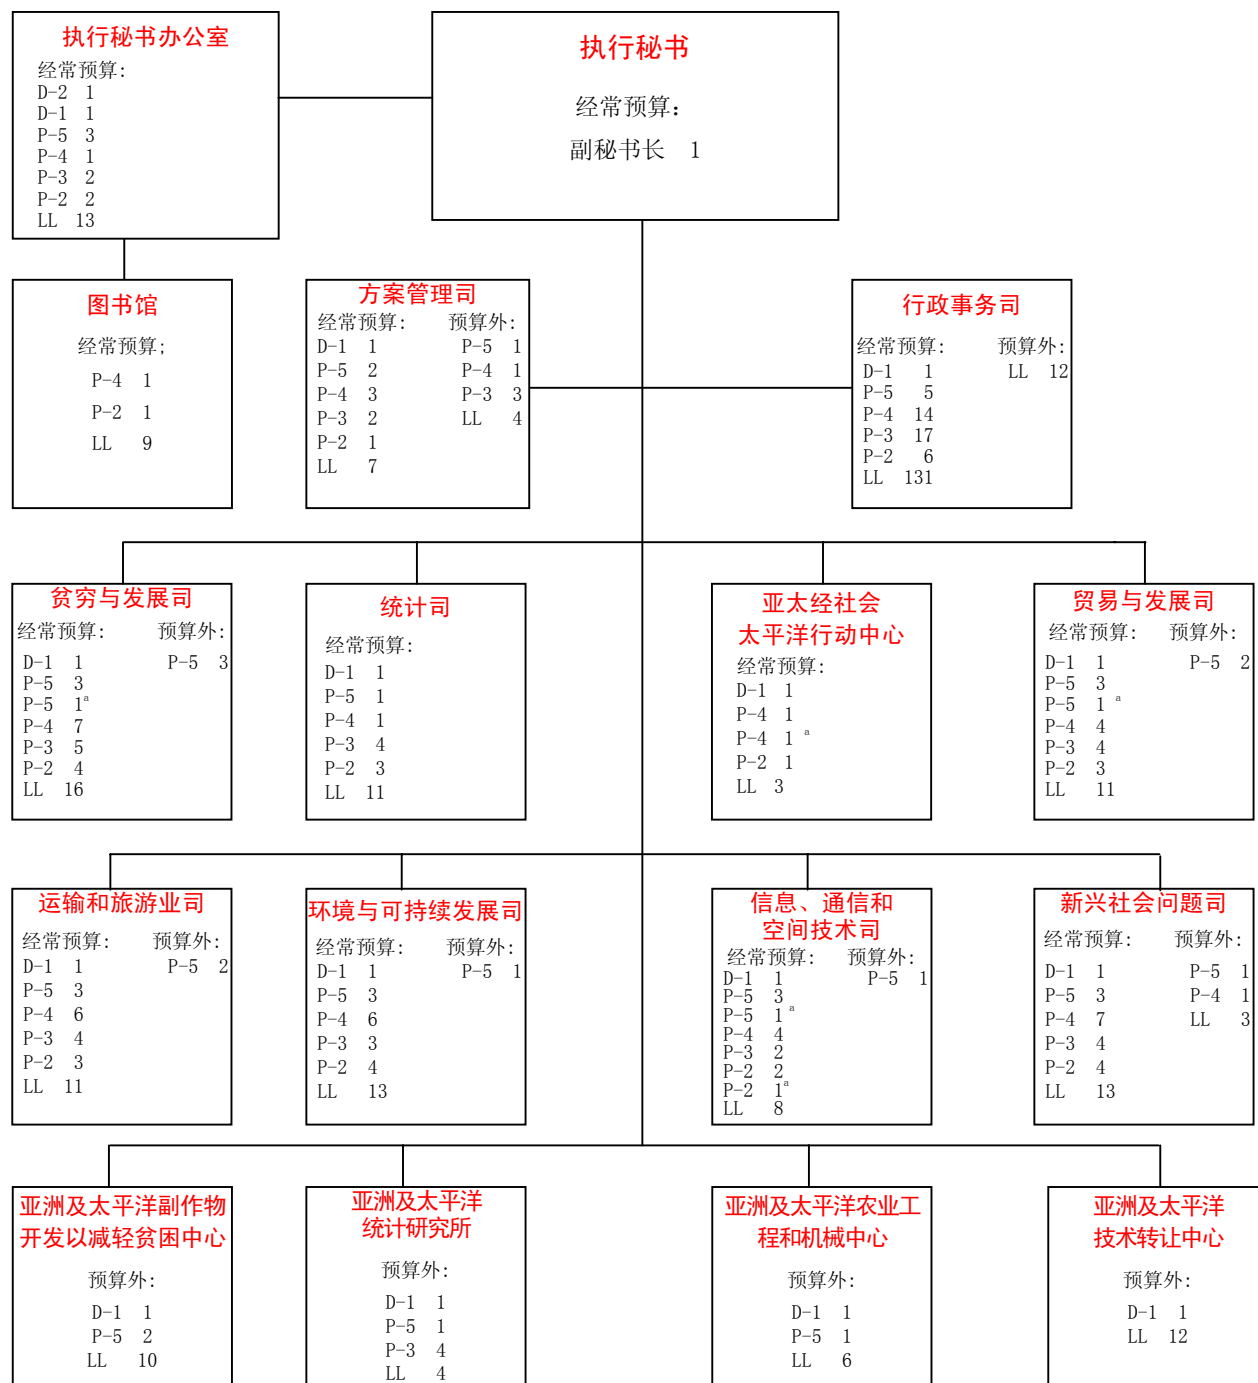 执行秘书办公室
经常预算:
D-2 1
D-1 1
P-5 3
P-4 1
P-3 2
P-2 2
LL 13
执行秘书
经常预算:
副秘书长 1
图书馆
经常预算;
P-4 1
P-2 1
LL 9
方案管理司
经常预算: 预算外:
D-1 1 P-5 1
P-5 2 P-4 1
P-4 3 P-3 3
P-3 2 LL 4
P-2 1
LL 7
行政事务司
经常预算: 预算外:
D-1 1 LL 12
P-5 5
P-4 14
P-3 17
P-2 6
LL 131
贫穷与发展司
经常预算: 预算外:
D-1 1 P-5 3
P-5 3
P-5 1a
P-4 7
P-3 5
P-2 4
LL 16
统计司
经常预算:
D-1 1
P-5 1
P-4 1
P-3 4
P-2 3
LL 11
亚太经社会
太平洋行动中心
经常预算:
D-1 1
P-4 1
P-4 1 a
P-2 1
LL 3
贸易与发展司
经常预算: 预算外:
D-1 1 P-5 2
P-5 3
P-5 1 a
P-4 4
P-3 4
P-2 3
LL 11
运输和旅游业司
经常预算: 预算外:
D-1 1 P-5 2
P-5 3
P-4 6
P-3 4
P-2 3
LL 11
环境与可持续发展司
经常预算: 预算外:
D-1 1 P-5 1
P-5 3
P-4 6
P-3 3
P-2 4
LL 13
信息、通信和
空间技术司
经常预算: 预算外:
D-1 1 P-5 1
P-5 3
P-5 1 a
P-4 4
P-3 2
P-2 2
P-2 1a
LL 8
新兴社会问题司
经常预算: 预算外:
D-1 1 P-5 1
P-5 3 P-4 1
P-4 7 LL 3
P-3 4
P-2 4
LL 13
亚洲及太平洋副作物
开发以减轻贫困中心
预算外:
D-1 1
P-5 2
LL 10
亚洲及太平洋
统计研究所
预算外:
D-1 1
P-5 1
P-3 4
LL 4
亚洲及太平洋农业工
程和机械中心
预算外:
D-1 1
P-5 1
LL 6
亚洲及太平洋
技术转让中心
预算外:
D-1 1
LL 12